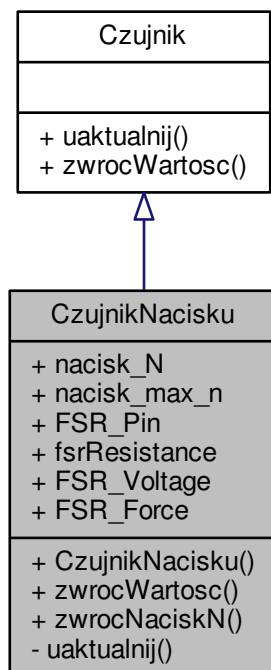 Czujnik
+ uaktualnij()
+ zwrocWartosc()
CzujnikNacisku
+ nacisk_N
+ nacisk_max_n
+ FSR_Pin
+ fsrResistance
+ FSR_Voltage
+ FSR_Force
+ CzujnikNacisku()
+ zwrocWartosc()
+ zwrocNaciskN()
- uaktualnij()